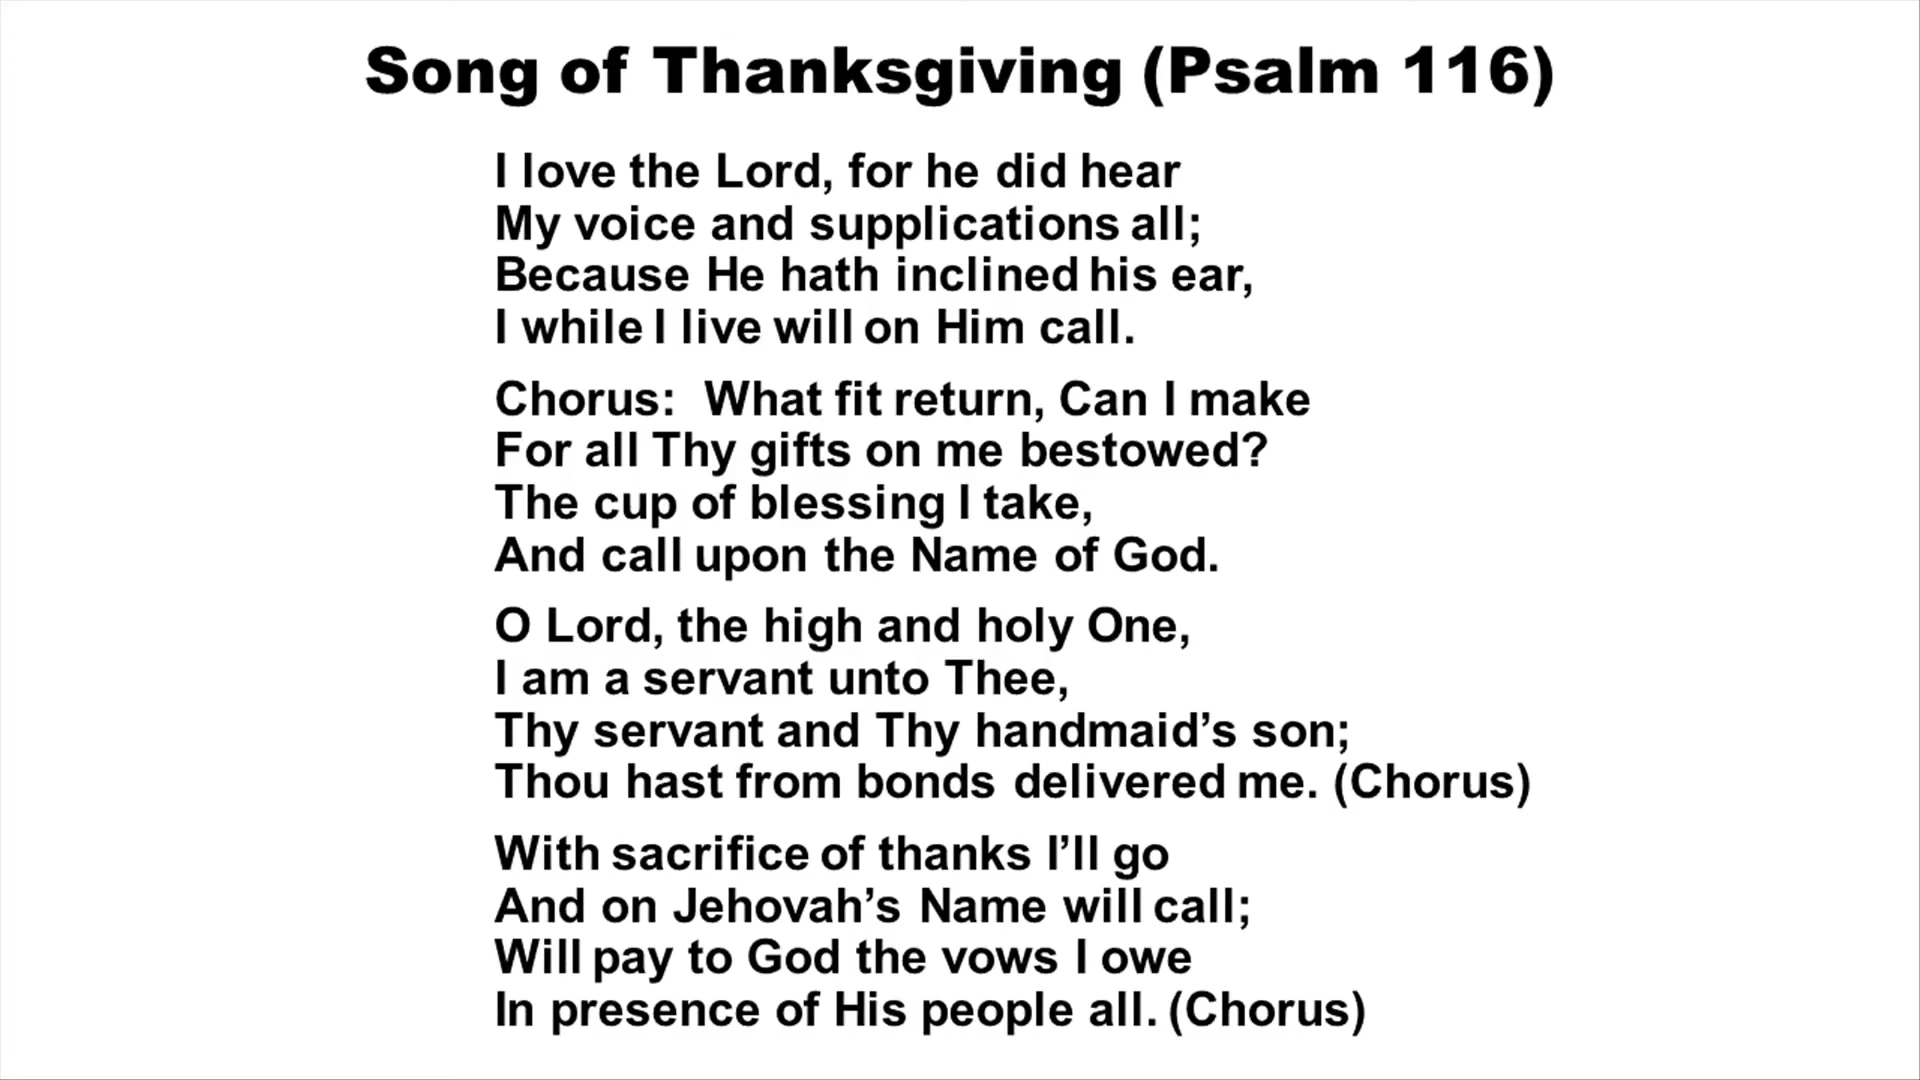 Song of Thanksgiving (Psalm 116)
I love the Lord, for he did hear
My voice and supplications all;
Because He hath inclined his ear,
I while I live will on Him call.
Chorus:  What fit return, Can I make
For all Thy gifts on me bestowed?
The cup of blessing I take,
And call upon the Name of God.
O Lord, the high and holy One,
I am a servant unto Thee,
Thy servant and Thy handmaid’s son;
Thou hast from bonds delivered me. (Chorus)
With sacrifice of thanks I’ll go
And on Jehovah’s Name will call;
Will pay to God the vows I owe
In presence of His people all. (Chorus)